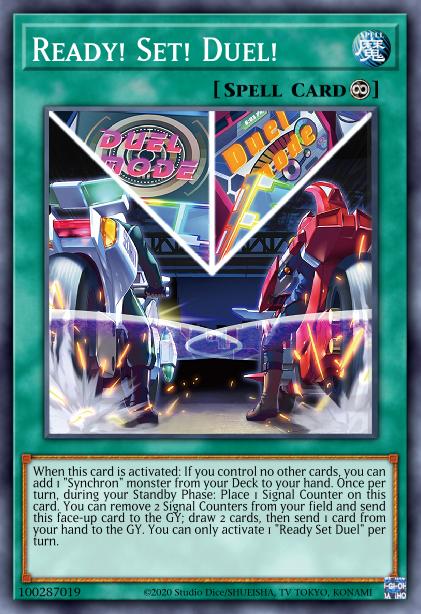 READY! SET! DUEL!
SPELL
魔
[SPELL CARD]
DUEL
MODE
DUEL
MODE
When this card is activated: If you control no other cards, you can
add 1 "Synchron" monster from your Deck to your hand. Once per
turn, during your Standby Phase: Place 1 Signal Counter on this
card. You can remove 2 Signal Counters from your field and send
this face-up card to the GY; draw 2 cards, then send 1 card from
your hand to the GY. You can only activate 1 "Ready Set Duel" per
turn.
100287019
©2020 Studio Dice/SHUEISHA, TV TOKYO, KONAMI